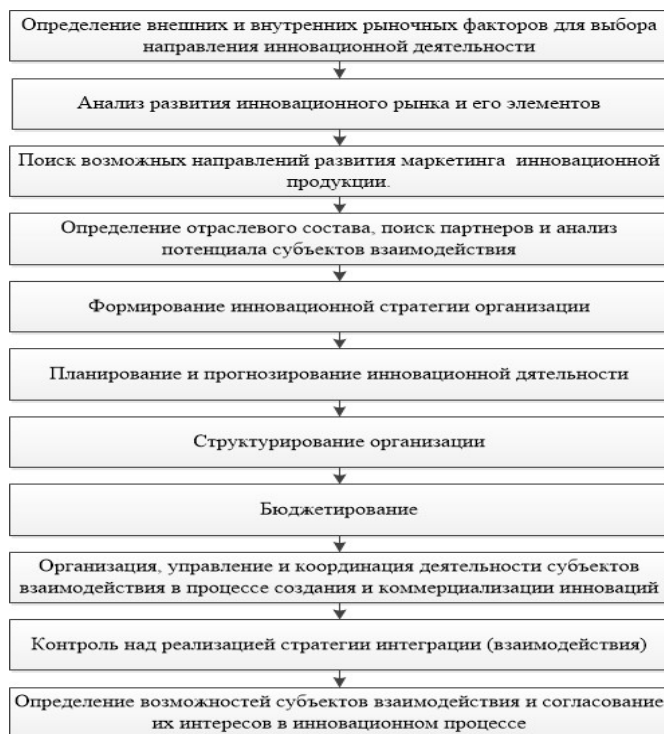 Определение внешних и внутренних рыночных факторов для выбора
направления инновационной деятельности
Анализ развития инновационного рынка и его элементов
Поиск возможных направлений развития маркетинга инновационной
продукции.
Определение отраслевого состава, поиск партнеров и анализ
потенциала субъектов взаимодействия
Формирование инновационной стратегии организации
Планирование и прогнозирование инновационной дятельности
Структурирование организации
Бюджетирование
Организация, управление и координация деятельности субъектов
взаимодействия в процессе создания и коммерциализации инноваций
Контроль над реализацией стратегии интеграции (взаимодействия)
Определение возможностей субъектов взаимодействия и согласование
их интересов в инновационном процессе